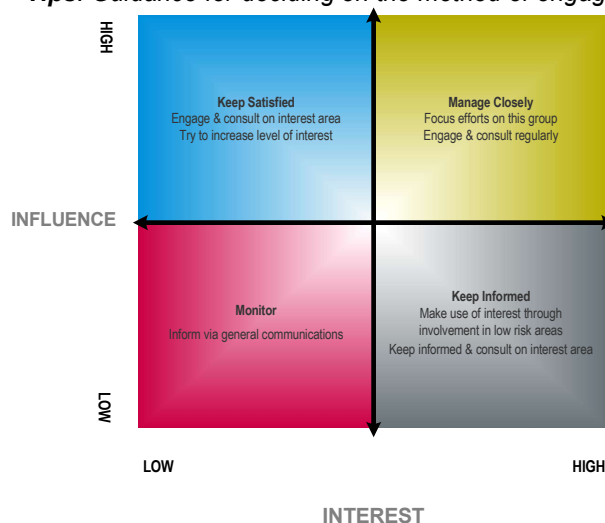 Tips: Guidance for deciding on the method of engag
HIGH
Keep Satisfied
Engage & consult on interest area
Try to increase level of interest
Manage Closely
Focus efforts on this group
Engage & consult regularly
INFLUENCE
Monitor
Inform via general communications
Keep Informed
Make use of interest through
involvement in low risk areas
Keep informed & consult on interest area
LOW
LOW
HIGH
INTEREST